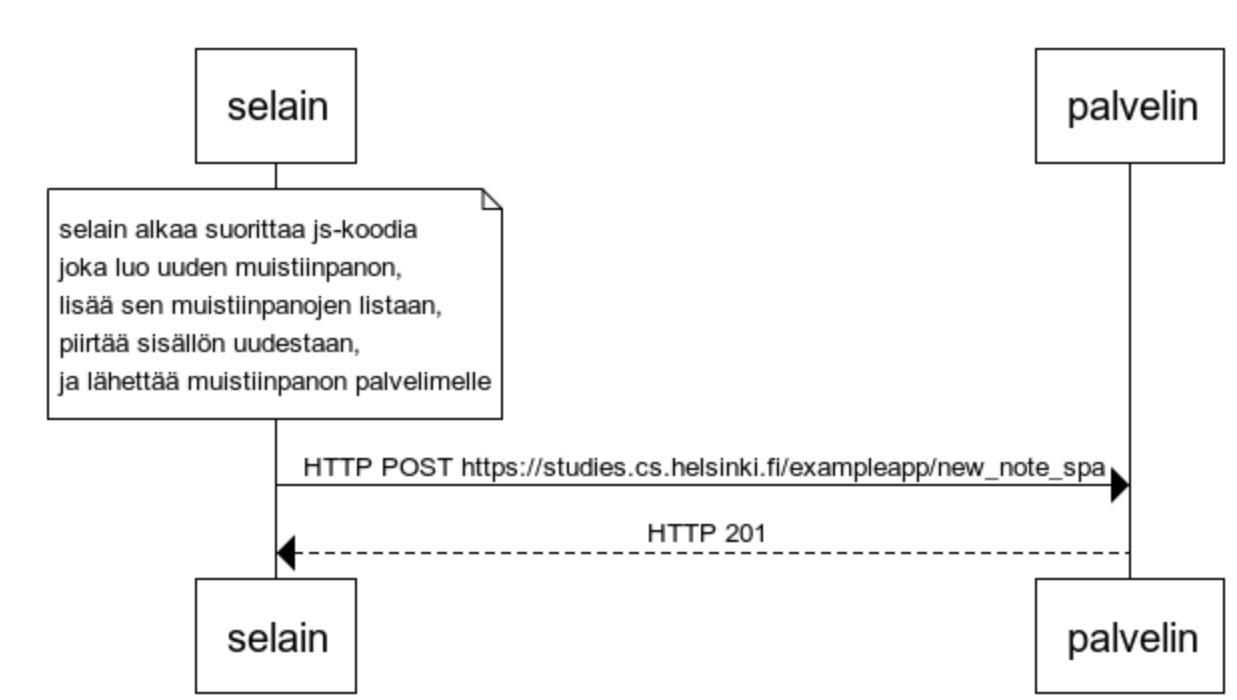 selain
palvelin
selain alkaa suorittaa js-koodia
joka luo uuden muistiinpanon,
lisää sen muistiinpanojen listaan,
piirtää sisällön uudestaan,
ja lähettää muistiinpanon palvelimelle
HTTP POST https://studies.cs.helsinki.fi/exampleapp/new_note_spa
HTTP 201
selain
palvelin